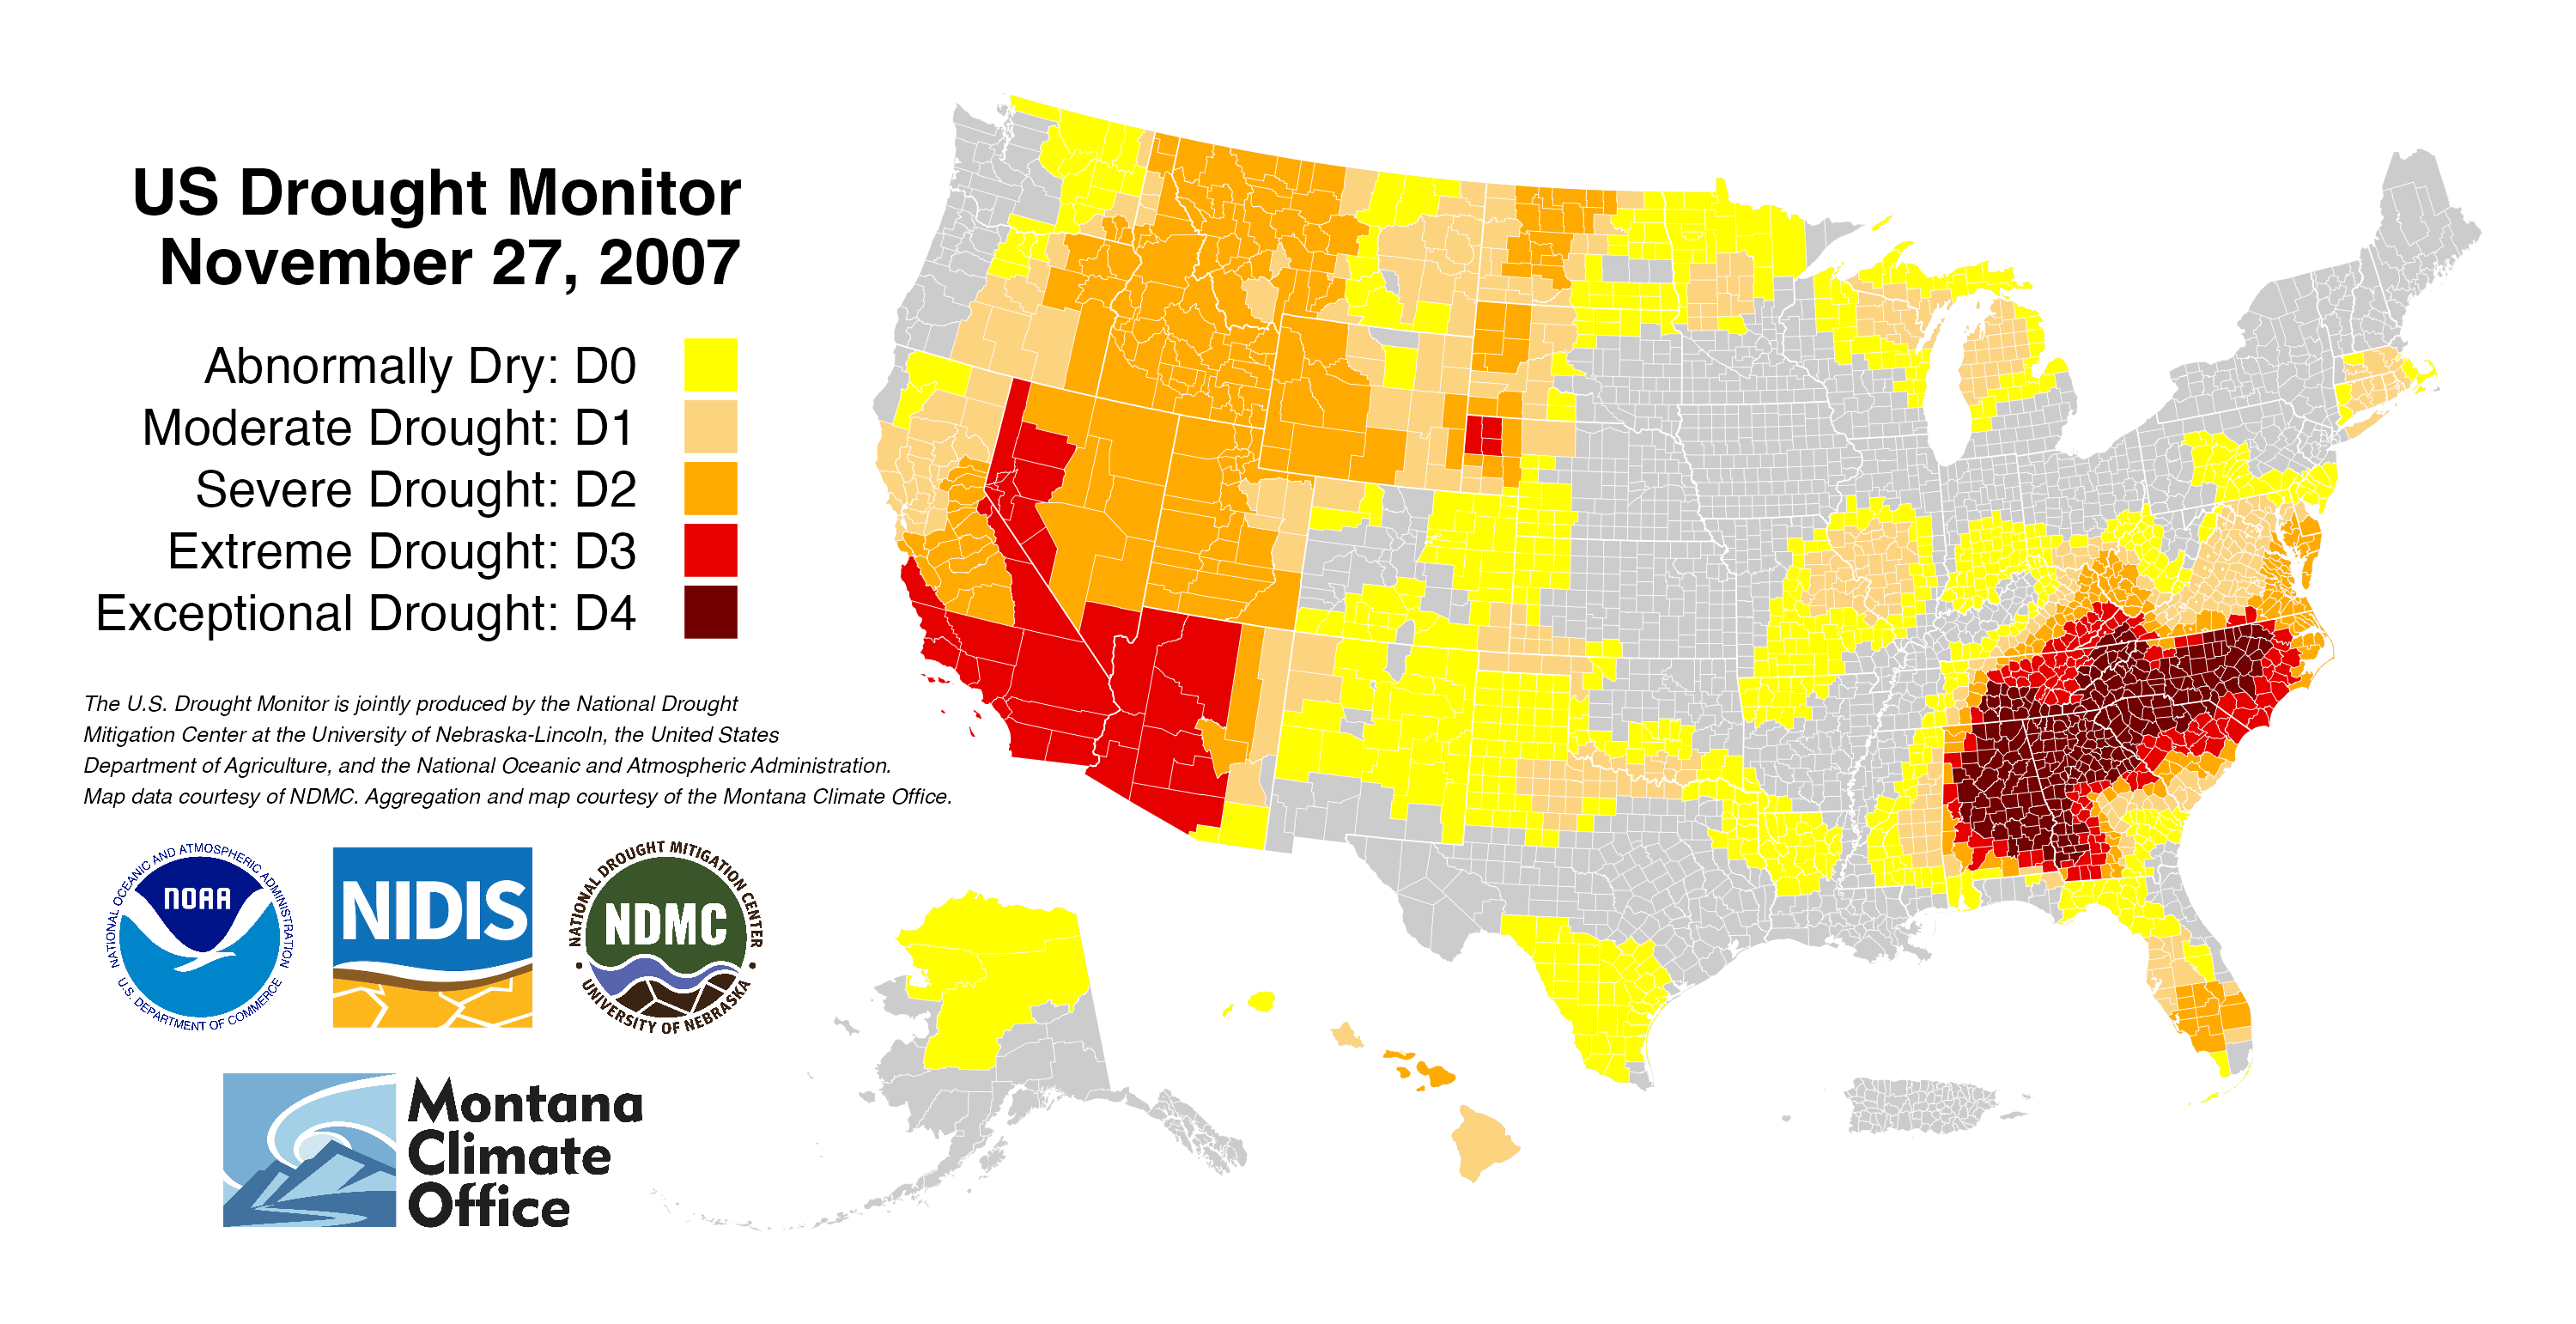 US Drought Monitor
November 27, 2007
Abnormally Dry: D0
Moderate Drought: D1
Severe Drought: D2
Extreme Drought: D3
Exceptional Drought: D4
The U.S. Drought Monitor is jointly produced by the National Drought
Mitigation Center at the University of Nebraska-Lincoln, the United States
Department of Agriculture, and the National Oceanic and Atmospheric Administration.
Map data courtesy of NDMC. Aggregation and map courtesy of the Montana Climate Office.
NATIONAL OCEANIC AND ATMOSPHERIC ADMINISTRATION
NOAA
U.S. DEPARTMENT OF COMMERCE
NIDIS
NATIONAL DROUGHT MITIGATION CENTER
NDMC
UNIVERSITY OF NEBRASKA
Montana
Climate
Office